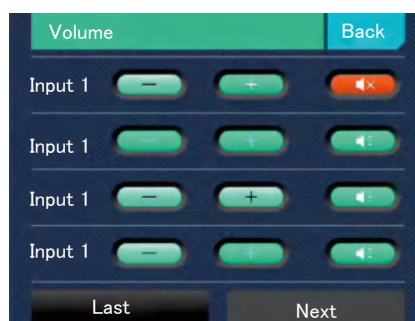 Volume Back
Input 1 − +
Input 1 − +
Input 1 − +
Input 1 − +
Last Next